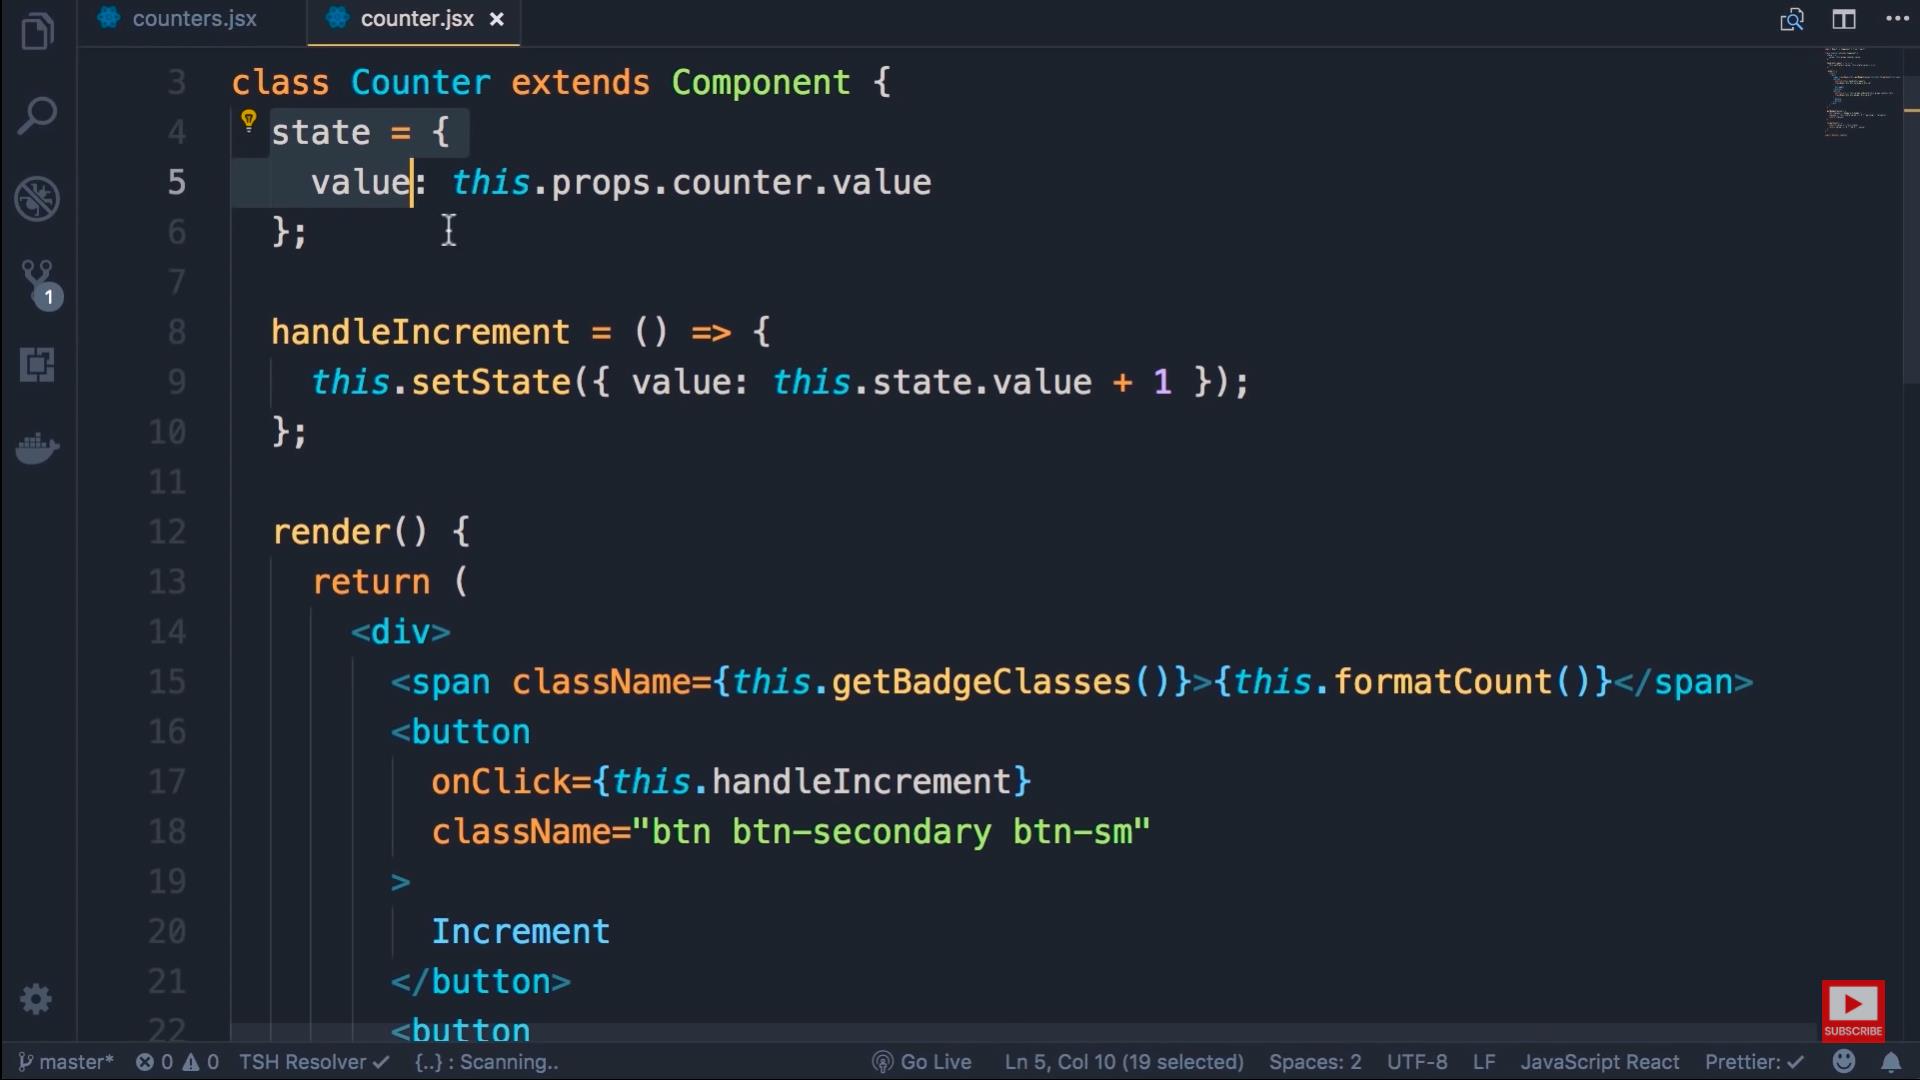 counters.jsx
counter.jsx ×
3 class Counter extends Component {
4 state = {
5 value: this.props.counter.value
6 };
7
8 handleIncrement = () => {
9 this.setState({ value: this.state.value + 1 });
10 };
11
12 render() {
13 return (
14 <div>
15 <span className={this.getBadgeClasses()}>{this.formatCount()}</span>
16 <button
17 onClick={this.handleIncrement}
18 className="btn btn-secondary btn-sm"
19 >
20 Increment
21 </button>
22 <button
1
SUBSCRIBE
master* 0 0 TSH Resolver ✓ {..} : Scanning.. Go Live Ln 5, Col 10 (19 selected) Spaces: 2 UTF-8 LF JavaScript React Prettier: ✓